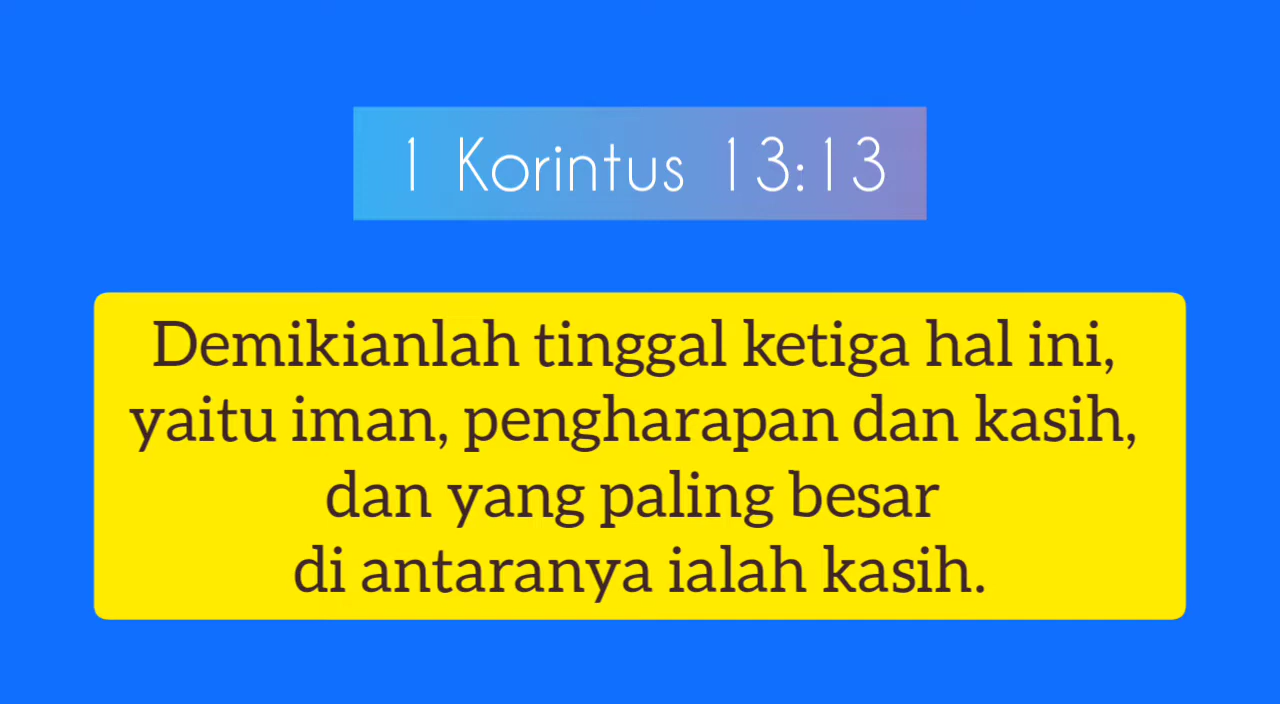 1 Korintus 13:13
Demikianlah tinggal ketiga hal ini,
yaitu iman, pengharapan dan kasih,
dan yang paling besar
di antaranya ialah kasih.